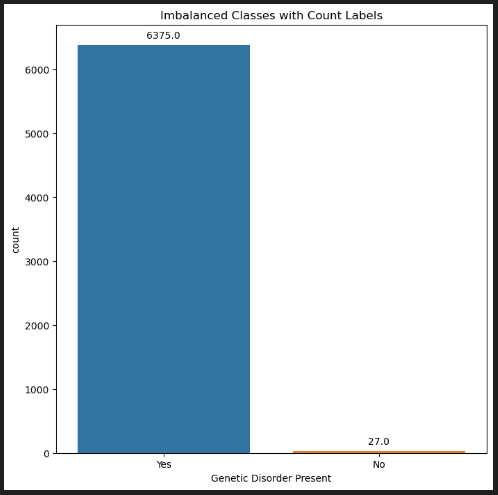 Imbalanced Classes with Count Labels
6375.0
6000
5000
4000
3000
2000
1000
0
count
27.0
Yes
No
Genetic Disorder Present